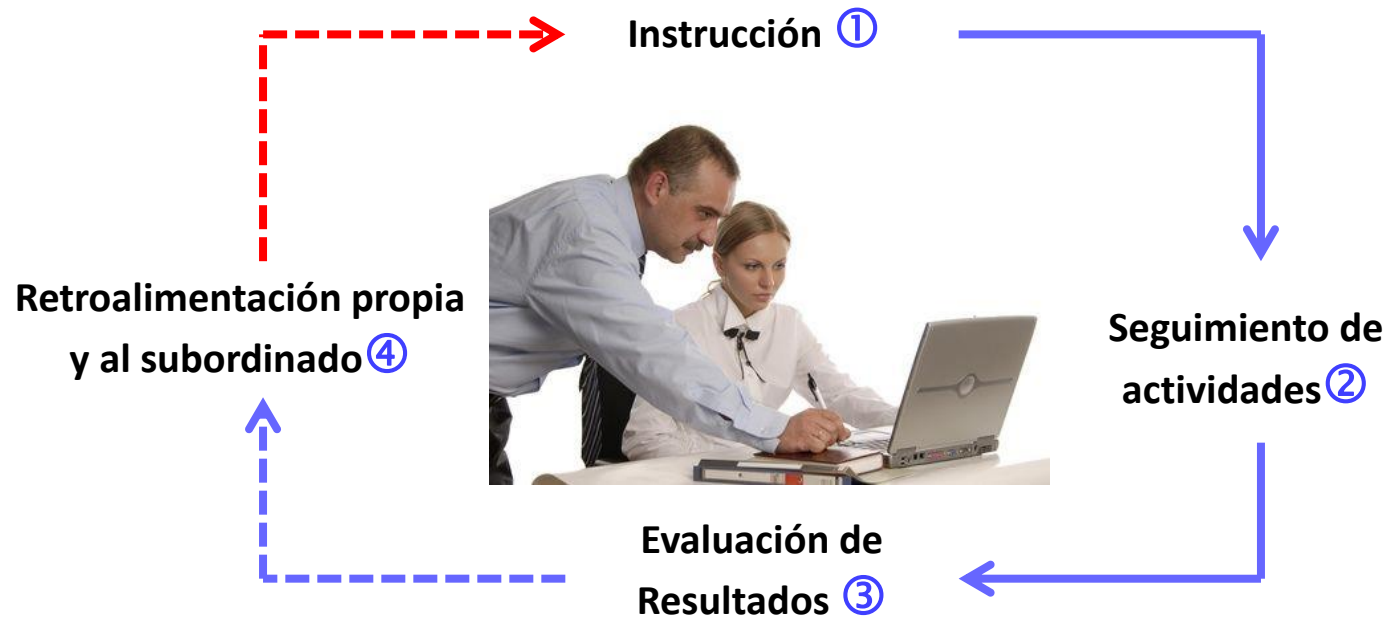 Instrucción ①
Seguimiento de
actividades②
Evaluación de
Resultados ③
Retroalimentación propia
y al subordinado④